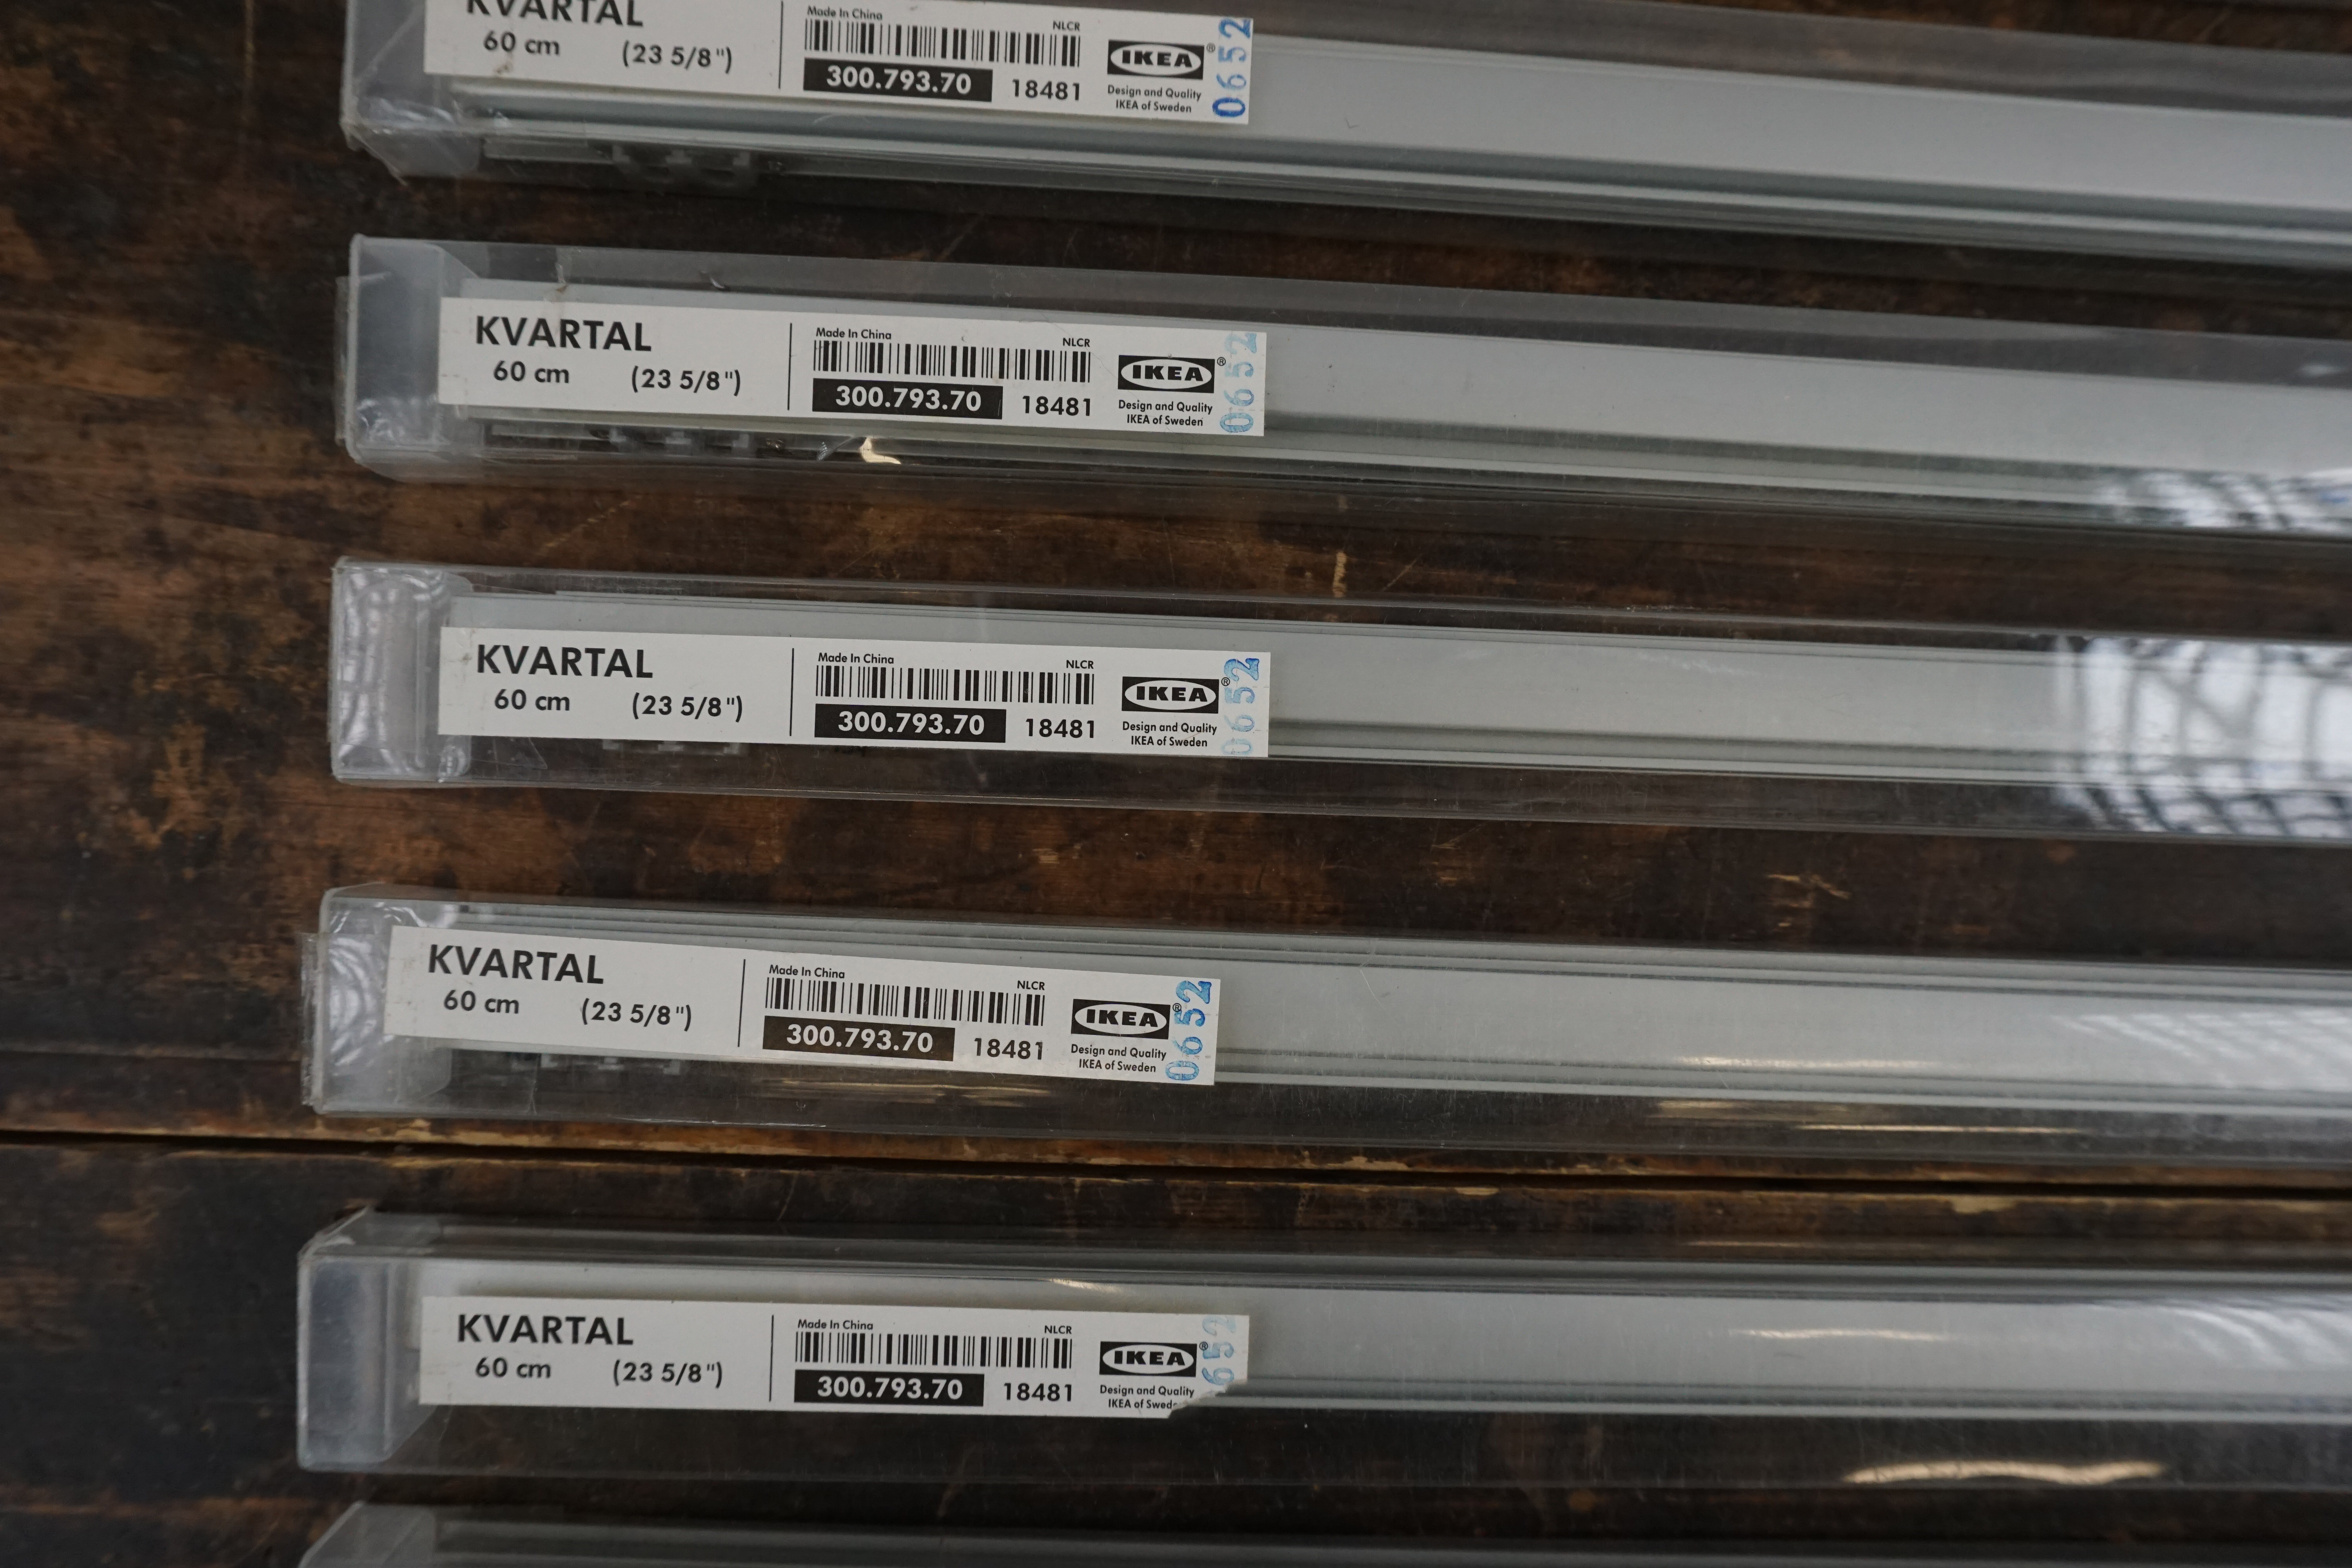 KVARTAL
60 cm (23 5/8")
Made In China
NLCR
300.793.70 18481
IKEA®
Design and Quality
IKEA of Sweden
0652
KVARTAL
60 cm (23 5/8")
Made In China
NLCR
300.793.70 18481
IKEA®
Design and Quality
IKEA of Sweden
0652
KVARTAL
60 cm (23 5/8")
Made In China
NLCR
300.793.70 18481
IKEA®
Design and Quality
IKEA of Sweden
0652
KVARTAL
60 cm (23 5/8")
Made In China
NLCR
300.793.70 18481
IKEA®
Design and Quality
IKEA of Sweden
0652
KVARTAL
60 cm (23 5/8")
Made In China
NLCR
300.793.70 18481
IKEA®
Design and Quality
IKEA of Swed
652